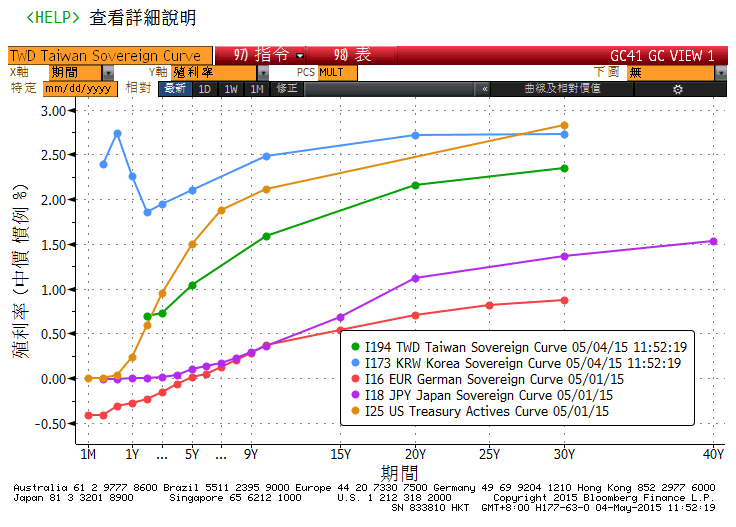 <HELP> 查看詳細說明
TWD Taiwan Sovereign Curve 97) 指令 98) 表 GC41 GC VIEW 1
X軸 期間 Y軸 殖利率 PCS MULT 下圖 無
特定 mm/dd/yyyy 相對 最新 1D 1W 1M 修正 « 曲線及相對價值
殖利率 (中價 慣例 %)
3.00
2.50
2.00
1.50
1.00
0.50
0.00
-0.50
I194 TWD Taiwan Sovereign Curve 05/04/15 11:52:19
I173 KRW Korea Sovereign Curve 05/04/15 11:52:19
I16 EUR German Sovereign Curve 05/01/15
I18 JPY Japan Sovereign Curve 05/01/15
I25 US Treasury Actives Curve 05/01/15
1M 1Y ... 5Y ... 9Y 15Y 20Y 25Y 30Y 40Y
期間
Australia 61 2 9777 8600 Brazil 5511 2395 9000 Europe 44 20 7330 7500 Germany 49 69 9204 1210 Hong Kong 852 2977 6000
Japan 81 3 3201 8900 Singapore 65 6212 1000 U.S. 1 212 318 2000 Copyright 2015 Bloomberg Finance L.P.
SN 833810 HKT GMT+8:00 H177-63-0 04-May-2015 11:52:19